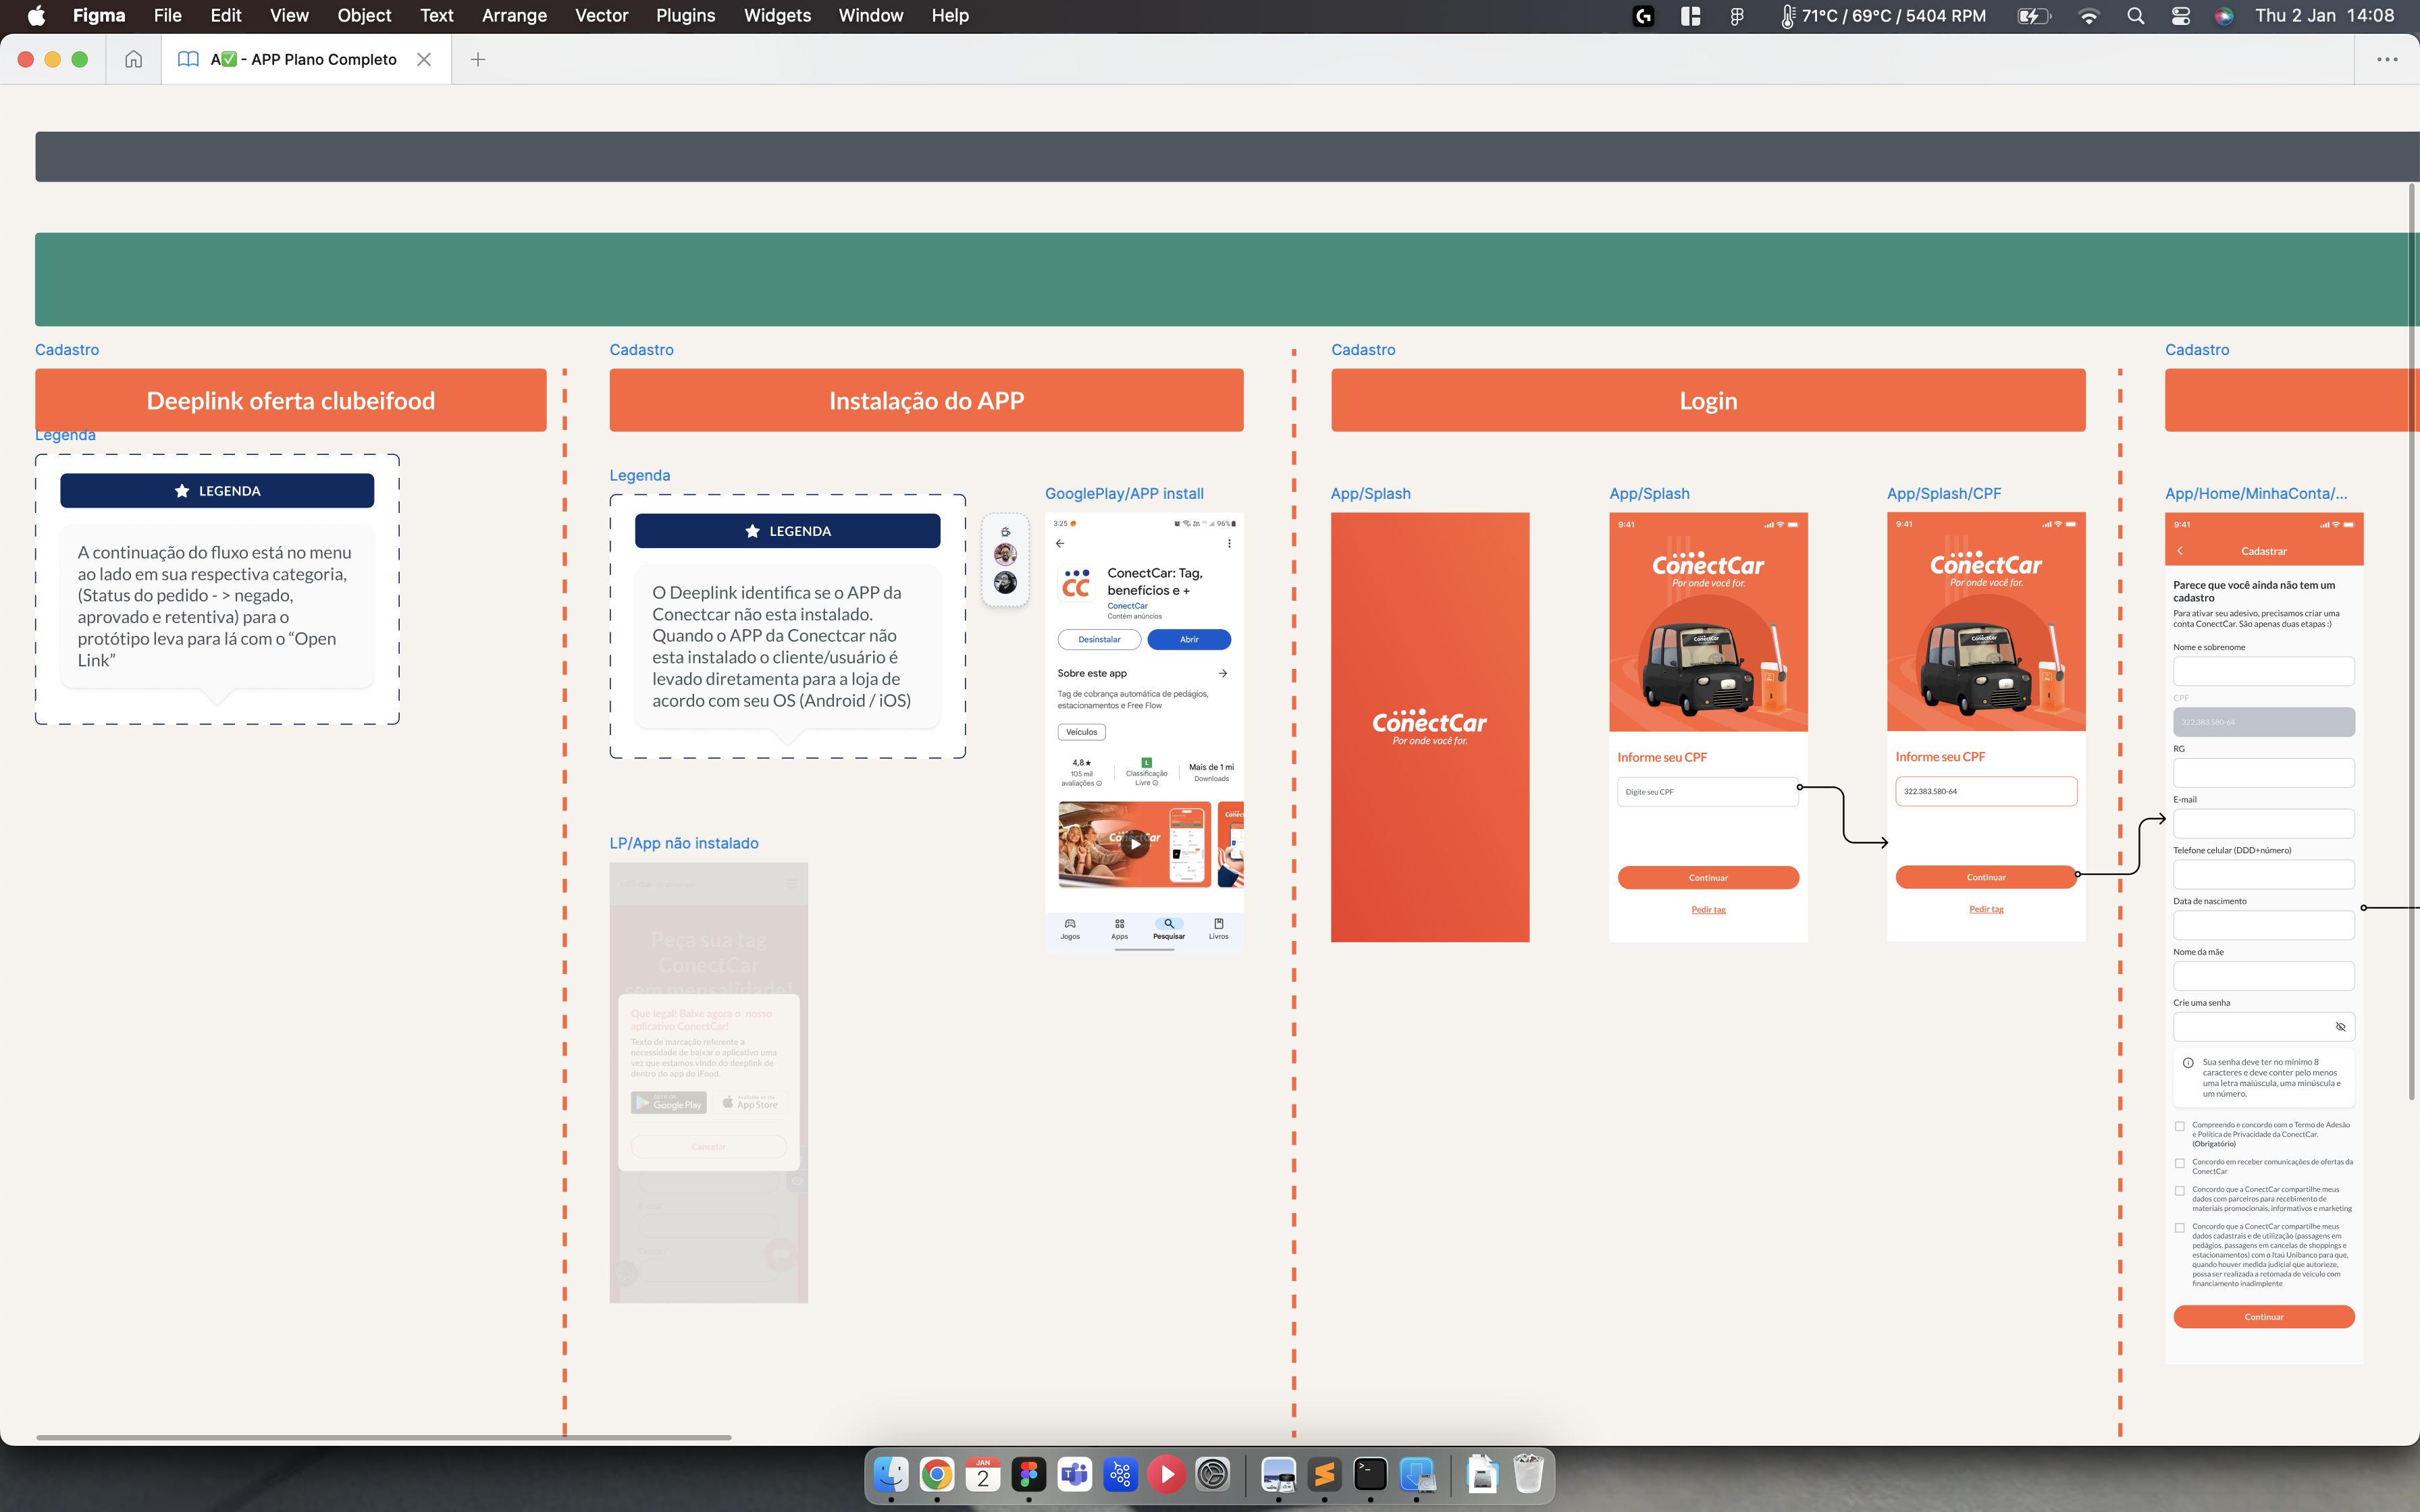 Figma File Edit View Object Text Arrange Vector Plugins Widgets Window Help
71°C / 69°C / 5404 RPM
Thu 2 Jan 14:08
A✅ - APP Plano Completo
Cadastro
Deeplink oferta clubeifood
Legenda
LEGENDA
A continuação do fluxo está no menu
ao lado em sua respectiva categoria,
(Status do pedido - > negado,
aprovado e retentiva) para o
protótipo leva para lá com o “Open
Link”
Cadastro
Instalação do APP
Legenda
LEGENDA
O Deeplink identifica se o APP da
Conectcar não esta instalado.
Quando o APP da Conectcar não
esta instalado o cliente/usuário é
levado diretamente para a loja de
acordo com seu OS (Android / iOS)
LP/App não instalado
Peça sua tag
ConectCar
sem mensalidade!
Que legal! Baixe agora o nosso
aplicativo ConectCar!
Texto de marcação referente a
necessidade de baixar o aplicativo uma
vez que estamos vindo do deeplink de
dentro do app do iFood.
GET IT ON
Google Play
App Store
Cancelar
GooglePlay/APP install
3:25
96%
CC
ConectCar: Tag,
benefícios e +
ConectCar
Contém anúncios
Desinstalar
Abrir
Sobre este app
Tag de cobrança automática de pedágios,
estacionamentos e Free Flow
Veículos
4,8★
105 mil
avaliações
L
Classificação
Livre
Mais de 1 mi
Downloads
ConectCar
Jogos
Apps
Pesquisar
Livros
Cadastro
Login
App/Splash
ConectCar
Por onde você for.
App/Splash
9:41
ConectCar
Por onde você for.
ConectCar
Informe seu CPF
Digite seu CPF
Continuar
Pedir tag
App/Splash/CPF
9:41
ConectCar
Por onde você for.
ConectCar
Informe seu CPF
322.383.580-64
Continuar
Pedir tag
Cadastro
App/Home/MinhaConta/...
9:41
Cadastrar
Parece que você ainda não tem um
cadastro
Para ativar seu adesivo, precisamos criar uma
conta ConectCar. São apenas duas etapas :)
Nome e sobrenome
CPF
322.383.580-64
RG
E-mail
Telefone celular (DDD+número)
Data de nascimento
Nome da mãe
Crie uma senha
Sua senha deve ter no mínimo 8
caracteres e deve conter pelo menos
uma letra maiúscula, uma minúscula e
um número.
Compreendo e concordo com o Termo de Adesão
e Política de Privacidade da ConectCar.
(Obrigatório)
Concordo em receber comunicações de ofertas da
ConectCar
Concordo que a ConectCar compartilhe meus
dados com parceiros para recebimento de
materiais promocionais, informativos e marketing
Concordo que a ConectCar compartilhe meus
dados cadastrais e de utilização (passagens em
pedágios, passagens em cancelas de shoppings e
estacionamentos) com o Itaú Unibanco para que,
quando houver medida judicial que autorieze,
possa ser realizada a retomada de veículo com
financiamento inadimplente
Continuar
JAN
2